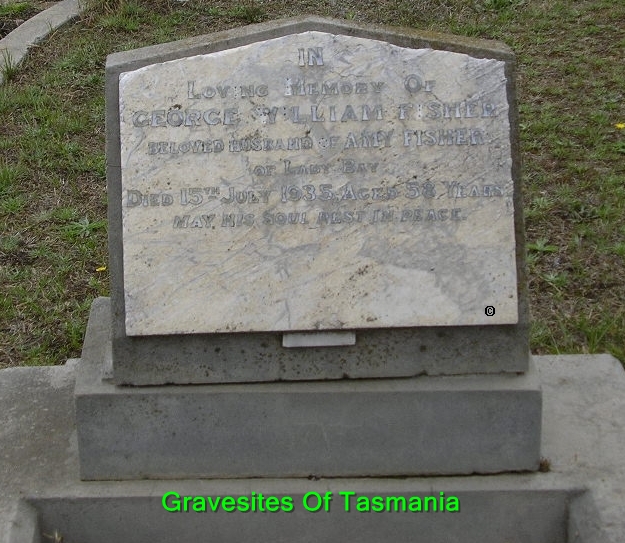 IN
LOVING MEMORY OF
GEORGE WILLIAM FISHER
BELOVED HUSBAND OF AMY FISHER
OF LADY BAY
DIED 15TH JULY 1935, AGED 58 YEARS
MAY HIS SOUL REST IN PEACE.
©
Gravesites Of Tasmania